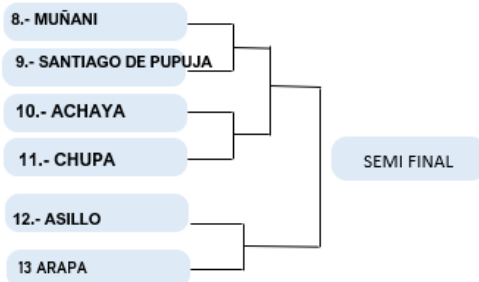 8.- MUÑANI
9.- SANTIAGO DE PUPUJA
10.- ACHAYA
11.- CHUPA
SEMI FINAL
12.- ASILLO
13 ARAPA